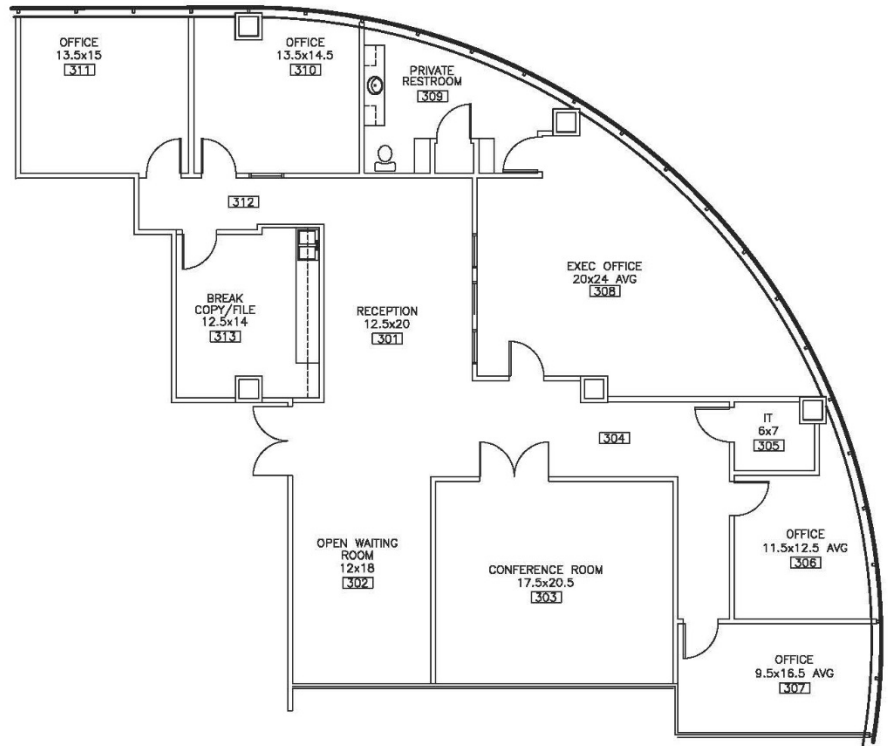 OFFICE
13.5x15
311
OFFICE
13.5x14.5
310
PRIVATE
RESTROOM
309
312
EXEC OFFICE
20x24 AVG
308
BREAK
COPY/FILE
12.5x14
313
RECEPTION
12.5x20
301
304
IT
6x7
305
OPEN WAITING
ROOM
12x18
302
CONFERENCE ROOM
17.5x20.5
303
OFFICE
11.5x12.5 AVG
306
OFFICE
9.5x16.5 AVG
307